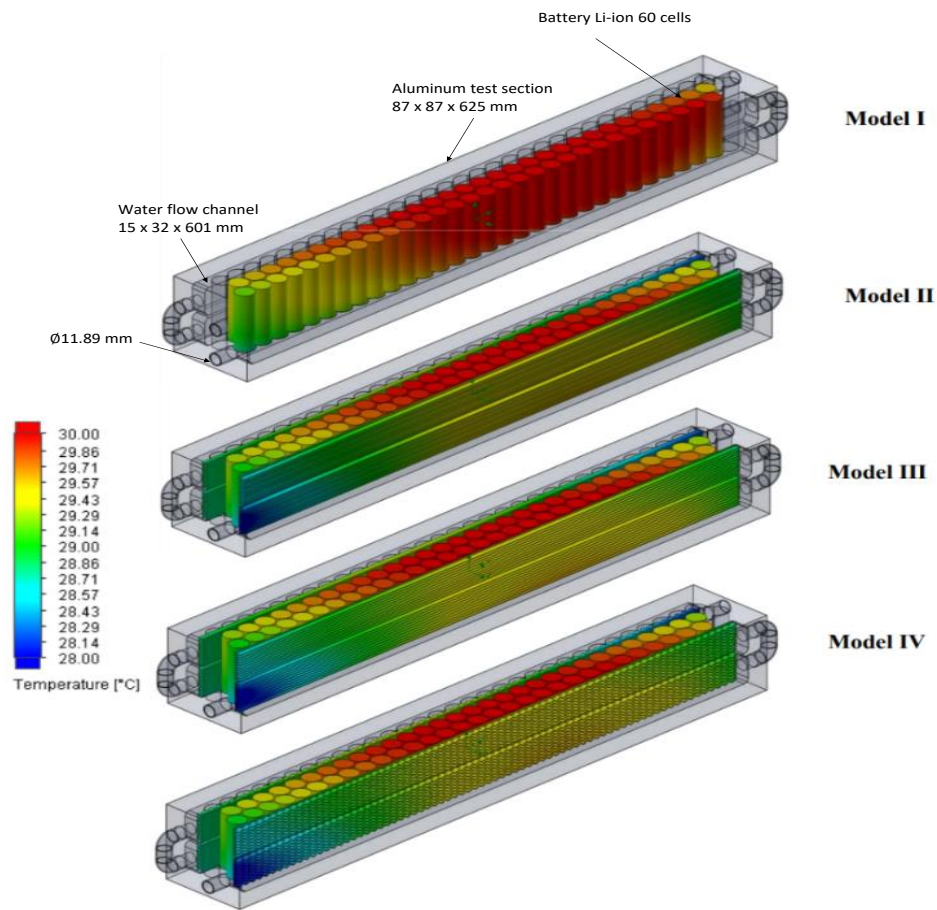 Battery Li-ion 60 cells
Aluminum test section
87 x 87 x 625 mm
Model I
Water flow channel
15 x 32 x 601 mm
Model II
Ø11.89 mm
30.00
29.86
29.71
29.57
29.43
29.29
29.14
29.00
28.86
28.71
28.57
28.43
28.29
28.14
28.00
Temperature [°C]
Model III
Model IV